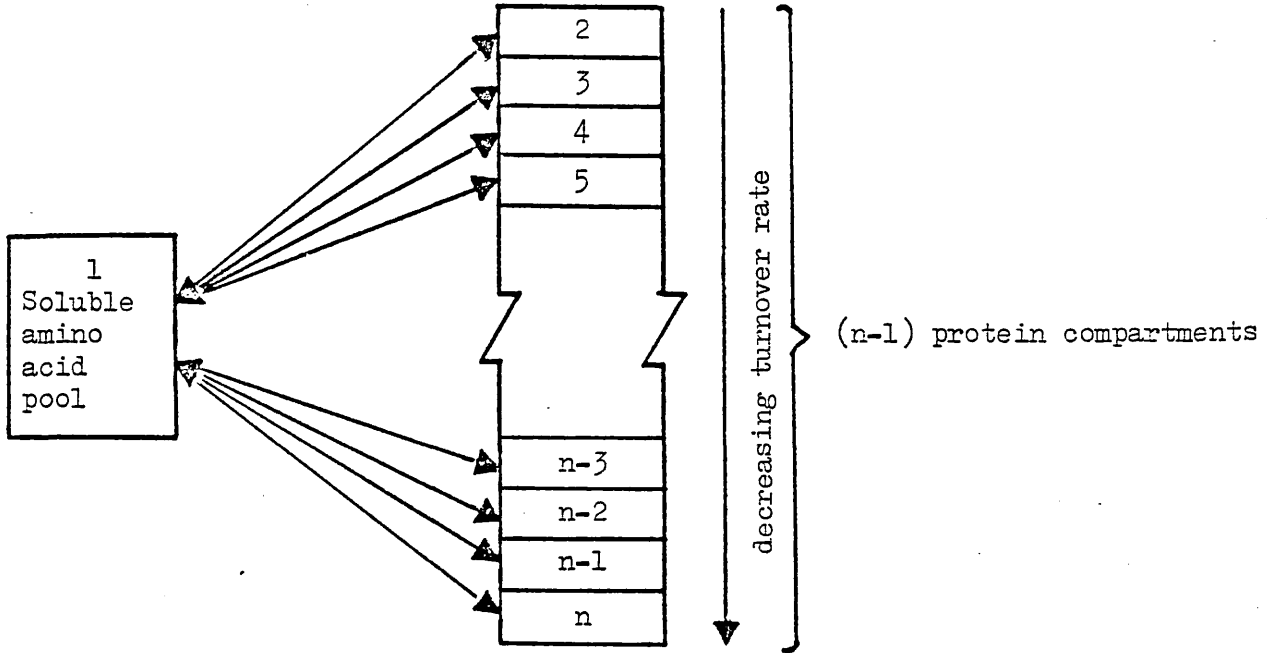 1
Soluble
amino
acid
pool
2
3
4
5
n-3
n-2
n-1
n
decreasing turnover rate
(n-1) protein compartments